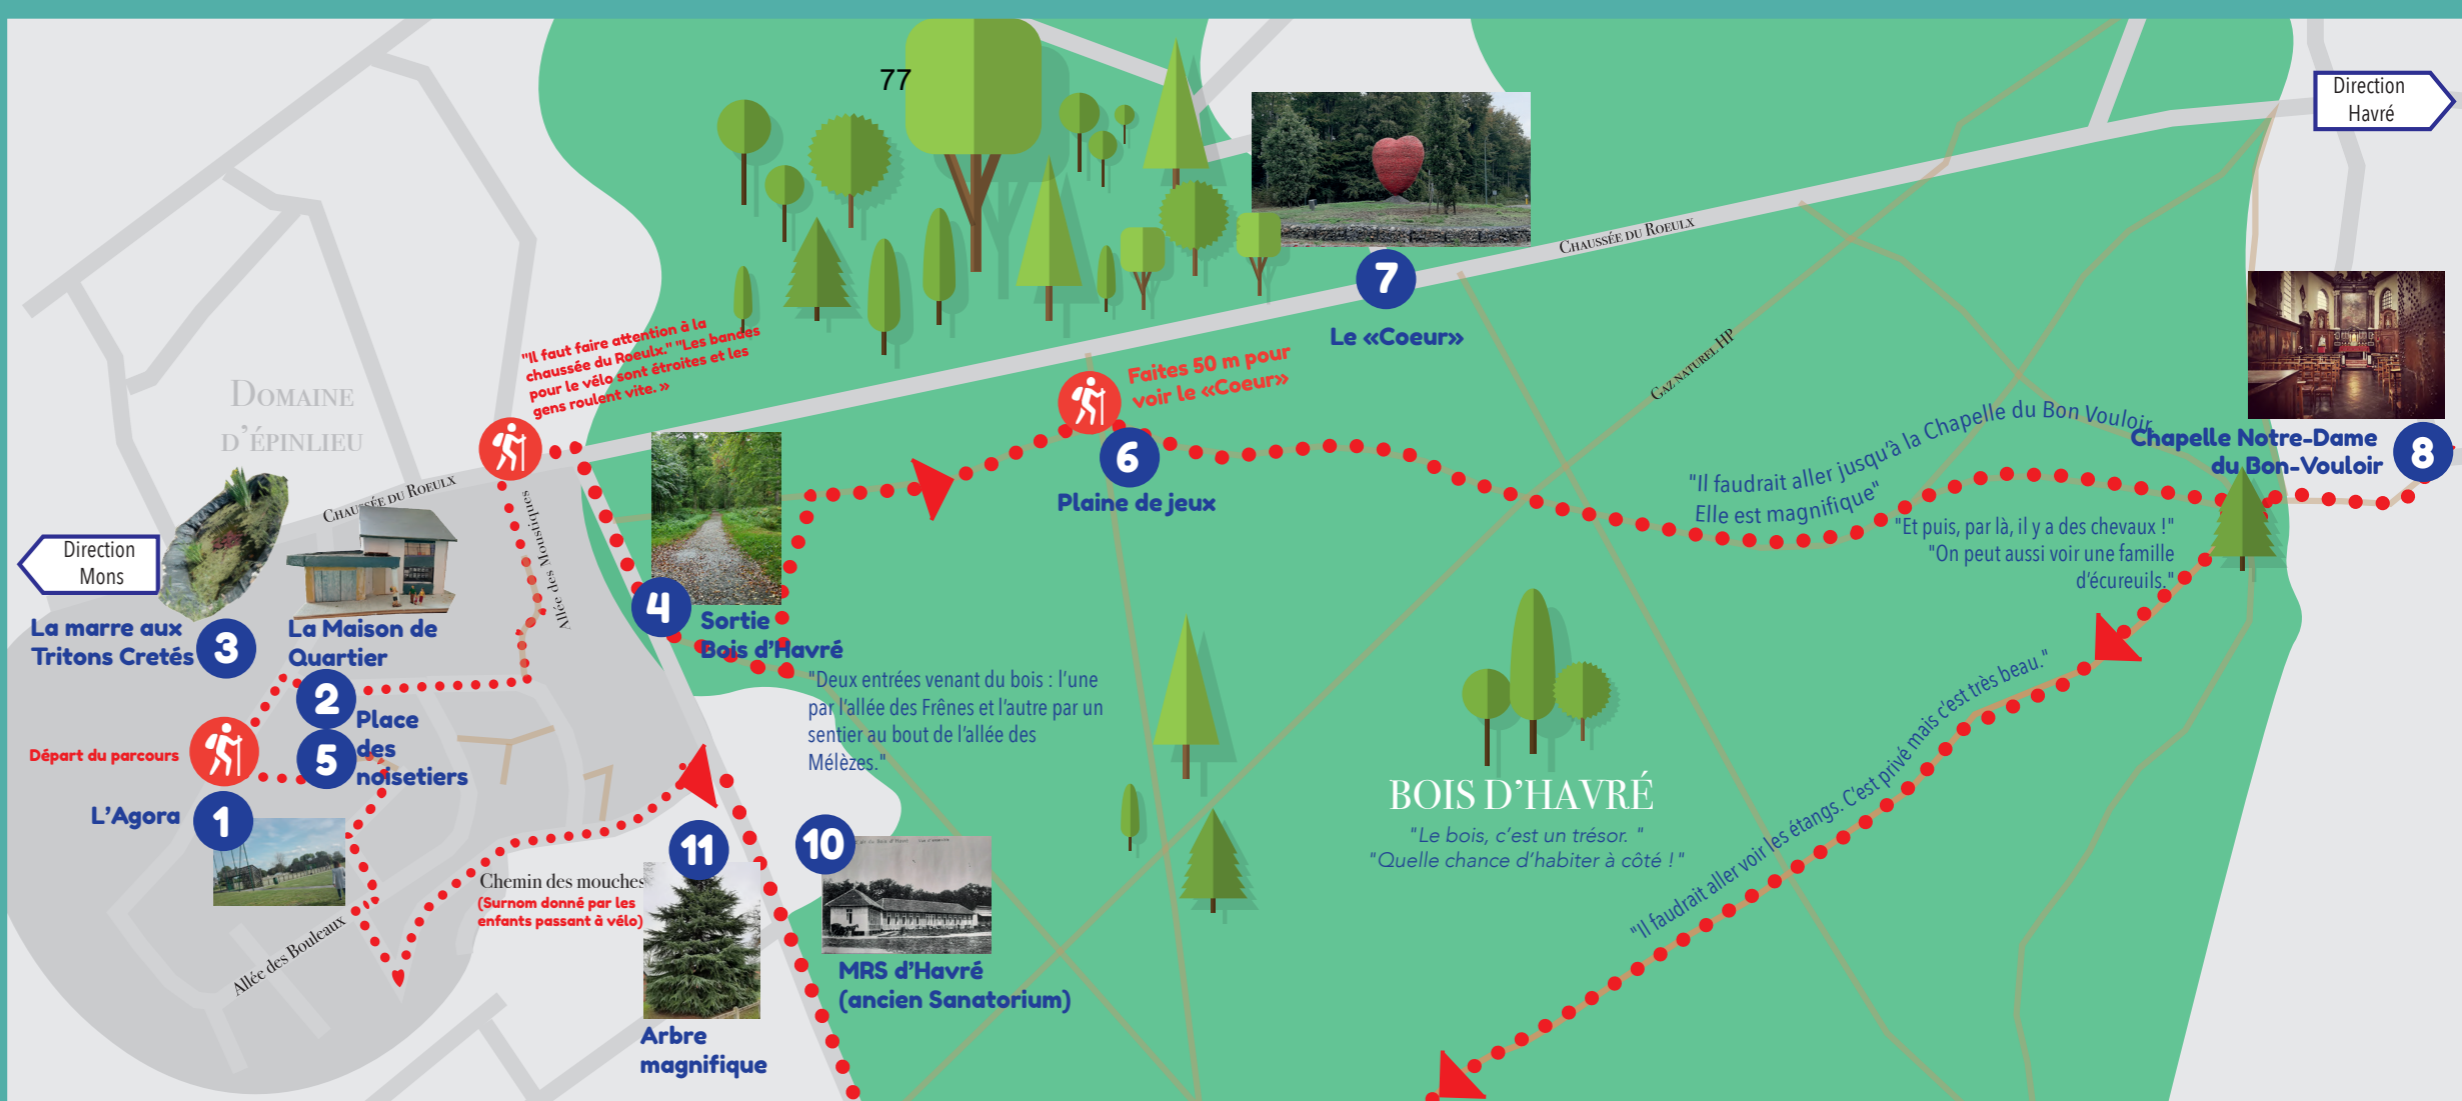 77
Direction
Havré
"Il faut faire attention à la
chaussée du Roeulx." "Les bandes
pour le vélo sont étroites et les
gens roulent vite. »
Chaussée du Roeulx
7
Le «Coeur»
Faites 50 m pour
voir le «Coeur»
Gaz naturel HP
Domaine
d'Épinlieu
Chaussée du Roeulx
Allée des Moustiques
6
Plaine de jeux
"Il faudrait aller jusqu'à la Chapelle du Bon Vouloir.
Elle est magnifique"
Chapelle Notre-Dame
du Bon-Vouloir
8
"Et puis, par là, il y a des chevaux !"
"On peut aussi voir une famille
d'écureuils."
Direction
Mons
La marre aux
Tritons Cretés
3
La Maison de
Quartier
2
4
Sortie
Bois d'Havré
"Deux entrées venant du bois : l'une
par l'allée des Frênes et l'autre par un
sentier au bout de l'allée des
Mélèzes."
Place
des
noisetiers
5
Départ du parcours
L'Agora
1
"Il faudrait aller voir les étangs. C'est privé mais c'est très beau."
BOIS D'HAVRÉ
"Le bois, c'est un trésor. "
"Quelle chance d'habiter à côté ! "
Chemin des mouches
(Surnom donné par les
enfants passant à vélo)
Allée des Bouleaux
11
Arbre
magnifique
10
MRS d'Havré
(ancien Sanatorium)